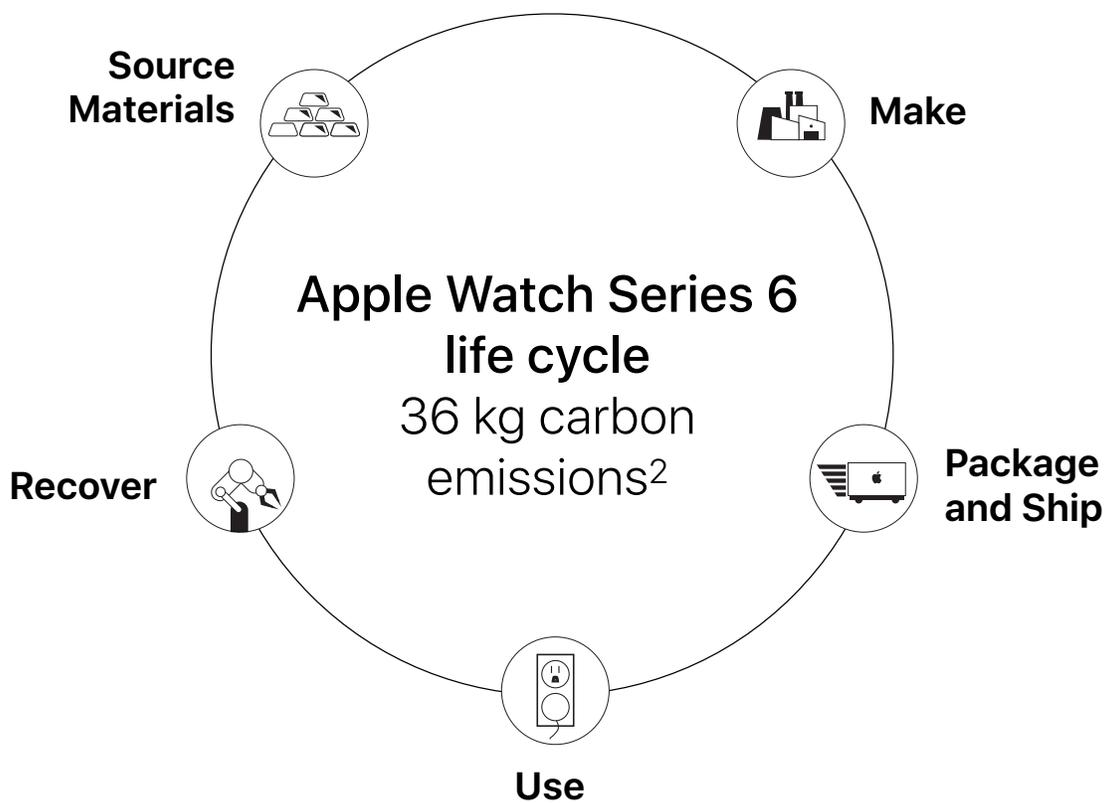 Source
Materials
Make
Apple Watch Series 6
life cycle
36 kg carbon
emissions²
Recover
Package
and Ship
Use